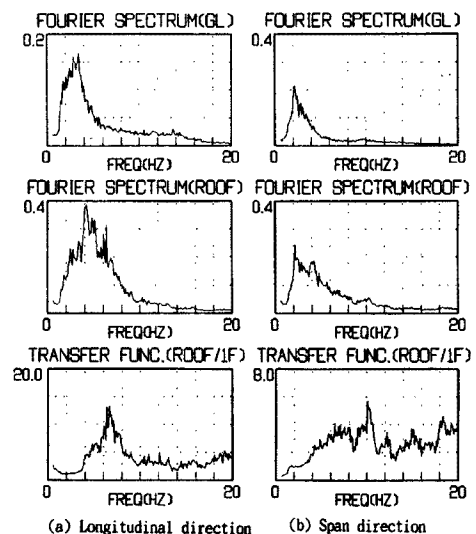 FOURIER SPECTRUM(GL)
0.2
0
20
FREQ(HZ)
FOURIER SPECTRUM(GL)
0.4
0
20
FREQ(HZ)
FOURIER SPECTRUM(ROOF)
0.4
0
20
FREQ(HZ)
FOURIER SPECTRUM(ROOF)
0.4
0
20
FREQ(HZ)
TRANSFER FUNC.(ROOF/1F)
20.0
0
20
FREQ(HZ)
TRANSFER FUNC.(ROOF/1F)
8.0
0
20
FREQ(HZ)
(a) Longitudinal direction
(b) Span direction